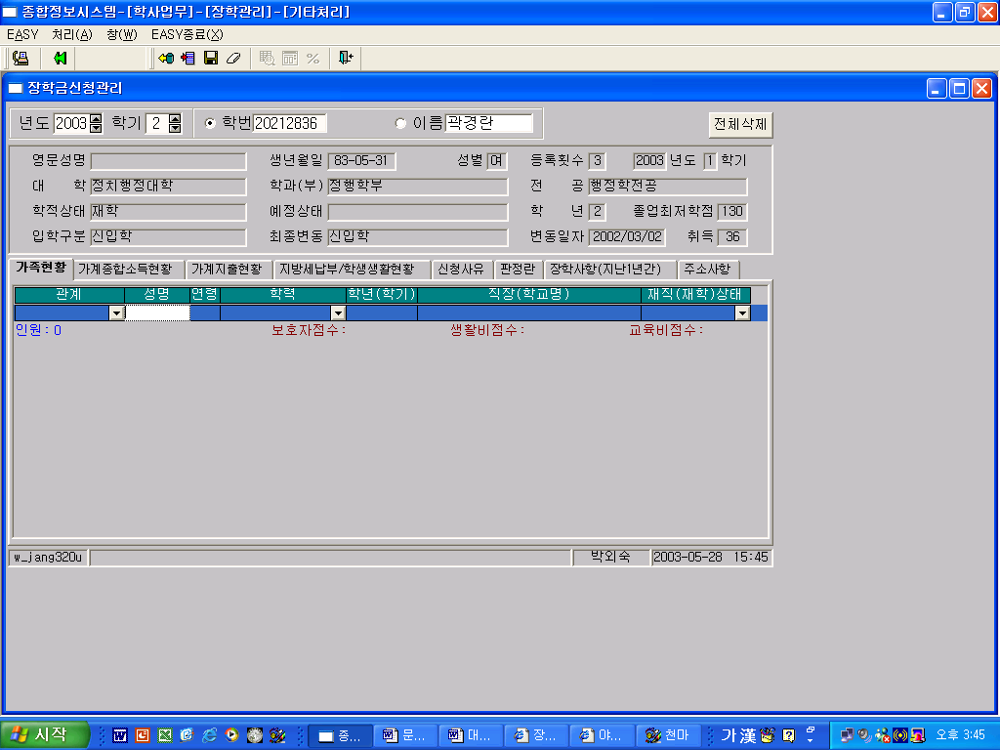 종합정보시스템-[학사업무]-[장학관리]-[기타처리]
EASY 처리(A) 창(W) EASY종료(X)
장학금신청관리
년도 2003 학기 2 학번 20212836 이름 곽경란 전체삭제
영문성명 생년월일 83-05-31 성별 여 등록횟수 3 2003 년도 1 학기
대 학 정치행정대학 학과(부) 정행학부 전 공 행정학전공
학적상태 재학 예정상태 학 년 2 졸업최저학점 130
입학구분 신입학 최종변동 신입학 변동일자 2002/03/02 취득 36
가족현황 가계종합소득현황 가계지출현황 지방세납부/학생생활현황 신청사유 판정란 장학사항(지난1년간) 주소사항
관계 성명 연령 학력 학년(학기) 직장(학교명) 재직(재학)상태
인원: 0 보호자점수: 생활비점수: 교육비점수:
w_jang320u 박외숙 2003-05-28 15:45
시작 종... 문... 대... 장... 야... 천마 가 漢 오후 3:45